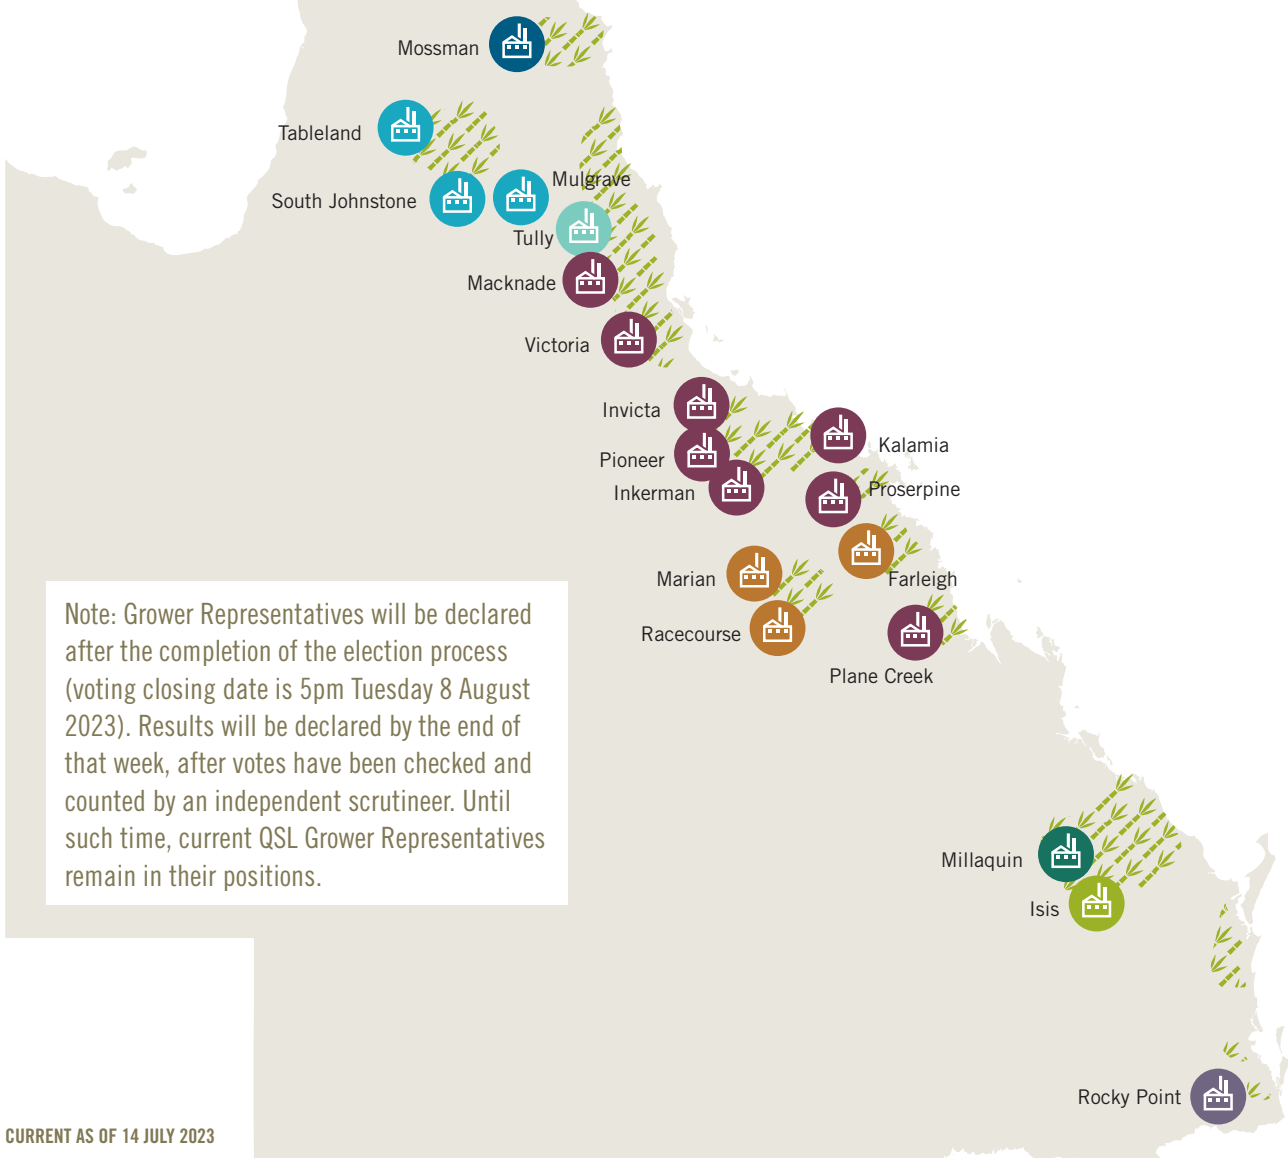 Mossman
Tableland
Mulgrave
South Johnstone
Tully
Macknade
Victoria
Invicta
Kalamia
Pioneer
Proserpine
Inkerman
Marian
Farleigh
Racecourse
Plane Creek
Note: Grower Representatives will be declared
after the completion of the election process
(voting closing date is 5pm Tuesday 8 August
2023). Results will be declared by the end of
that week, after votes have been checked and
counted by an independent scrutineer. Until
such time, current QSL Grower Representatives
remain in their positions.
Millaquin
Isis
Rocky Point
CURRENT AS OF 14 JULY 2023